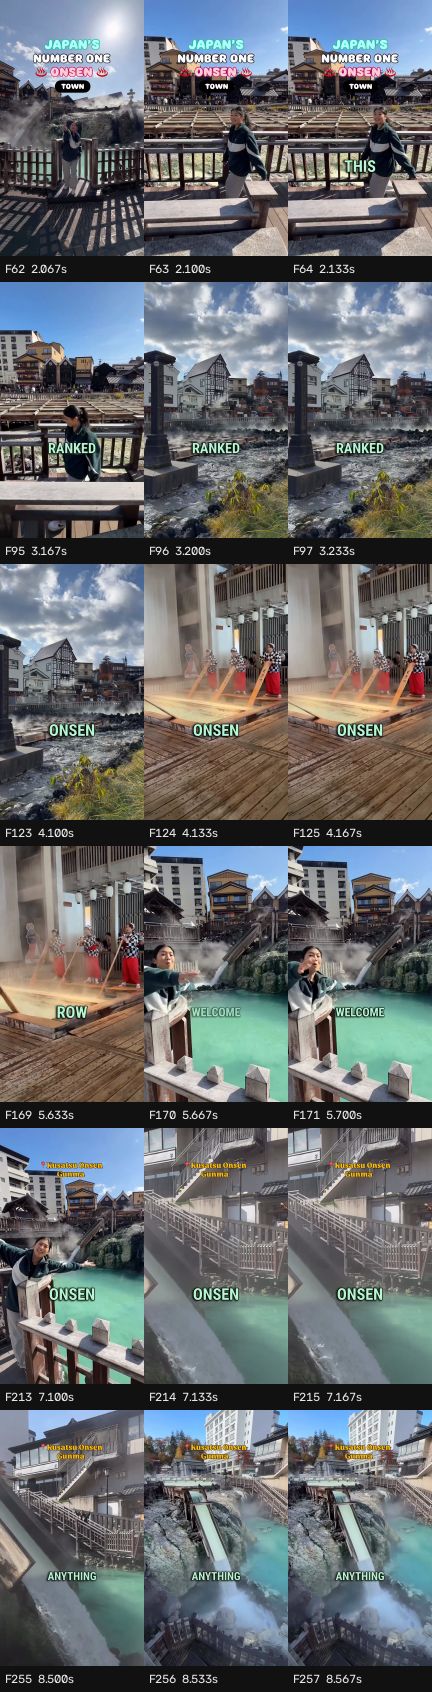 JAPAN'S
NUMBER ONE
ONSEN
TOWN
JAPAN'S
NUMBER ONE
ONSEN
TOWN
JAPAN'S
NUMBER ONE
ONSEN
TOWN
THIS
F62 2.067s
F63 2.100s
F64 2.133s
RANKED
RANKED
RANKED
F95 3.167s
F96 3.200s
F97 3.233s
ONSEN
ONSEN
ONSEN
F123 4.100s
F124 4.133s
F125 4.167s
ROW
WELCOME
WELCOME
F169 5.633s
F170 5.667s
F171 5.700s
Kusatsu Onsen
Gunma
Kusatsu Onsen
Gunma
Kusatsu Onsen
Gunma
ONSEN
ONSEN
ONSEN
F213 7.100s
F214 7.133s
F215 7.167s
Kusatsu Onsen
Gunma
Kusatsu Onsen
Gunma
Kusatsu Onsen
Gunma
ANYTHING
ANYTHING
ANYTHING
F255 8.500s
F256 8.533s
F257 8.567s